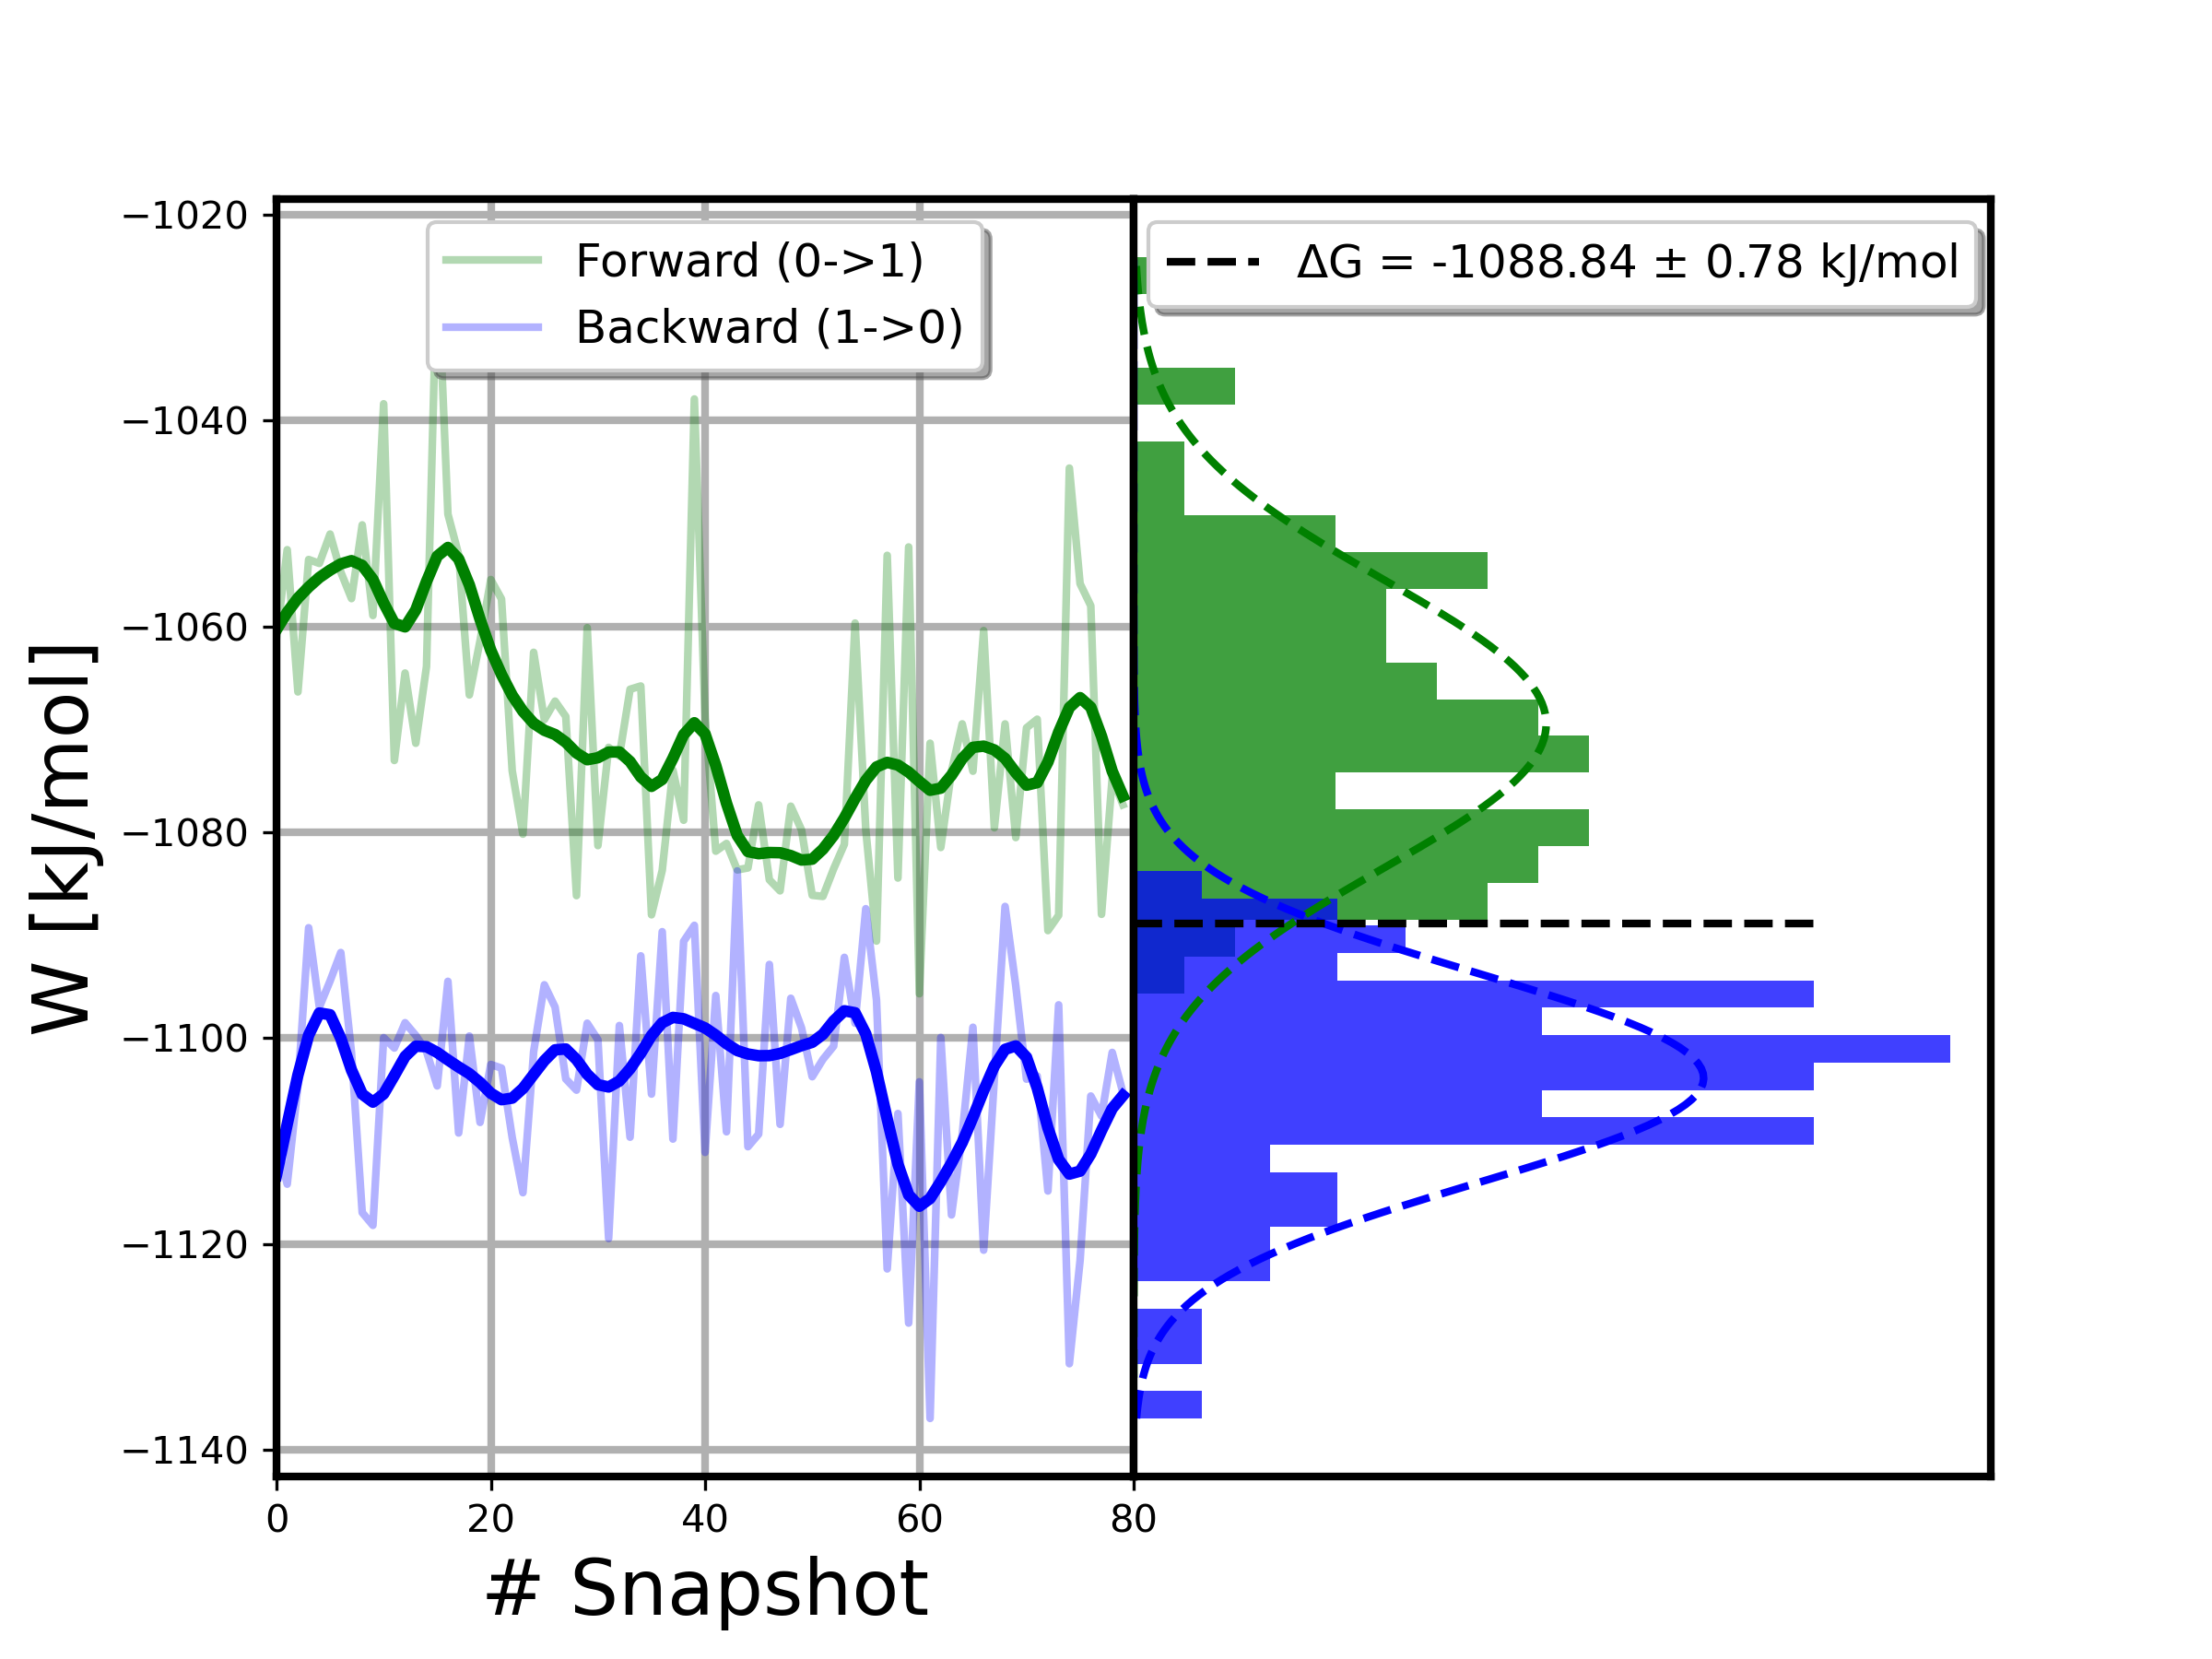 −1020
−1040
−1060
−1080
−1100
−1120
−1140
W [kJ/mol]
Forward (0->1)
Backward (1->0)
ΔG = -1088.84 ± 0.78 kJ/mol
0 20 40 60 80
# Snapshot